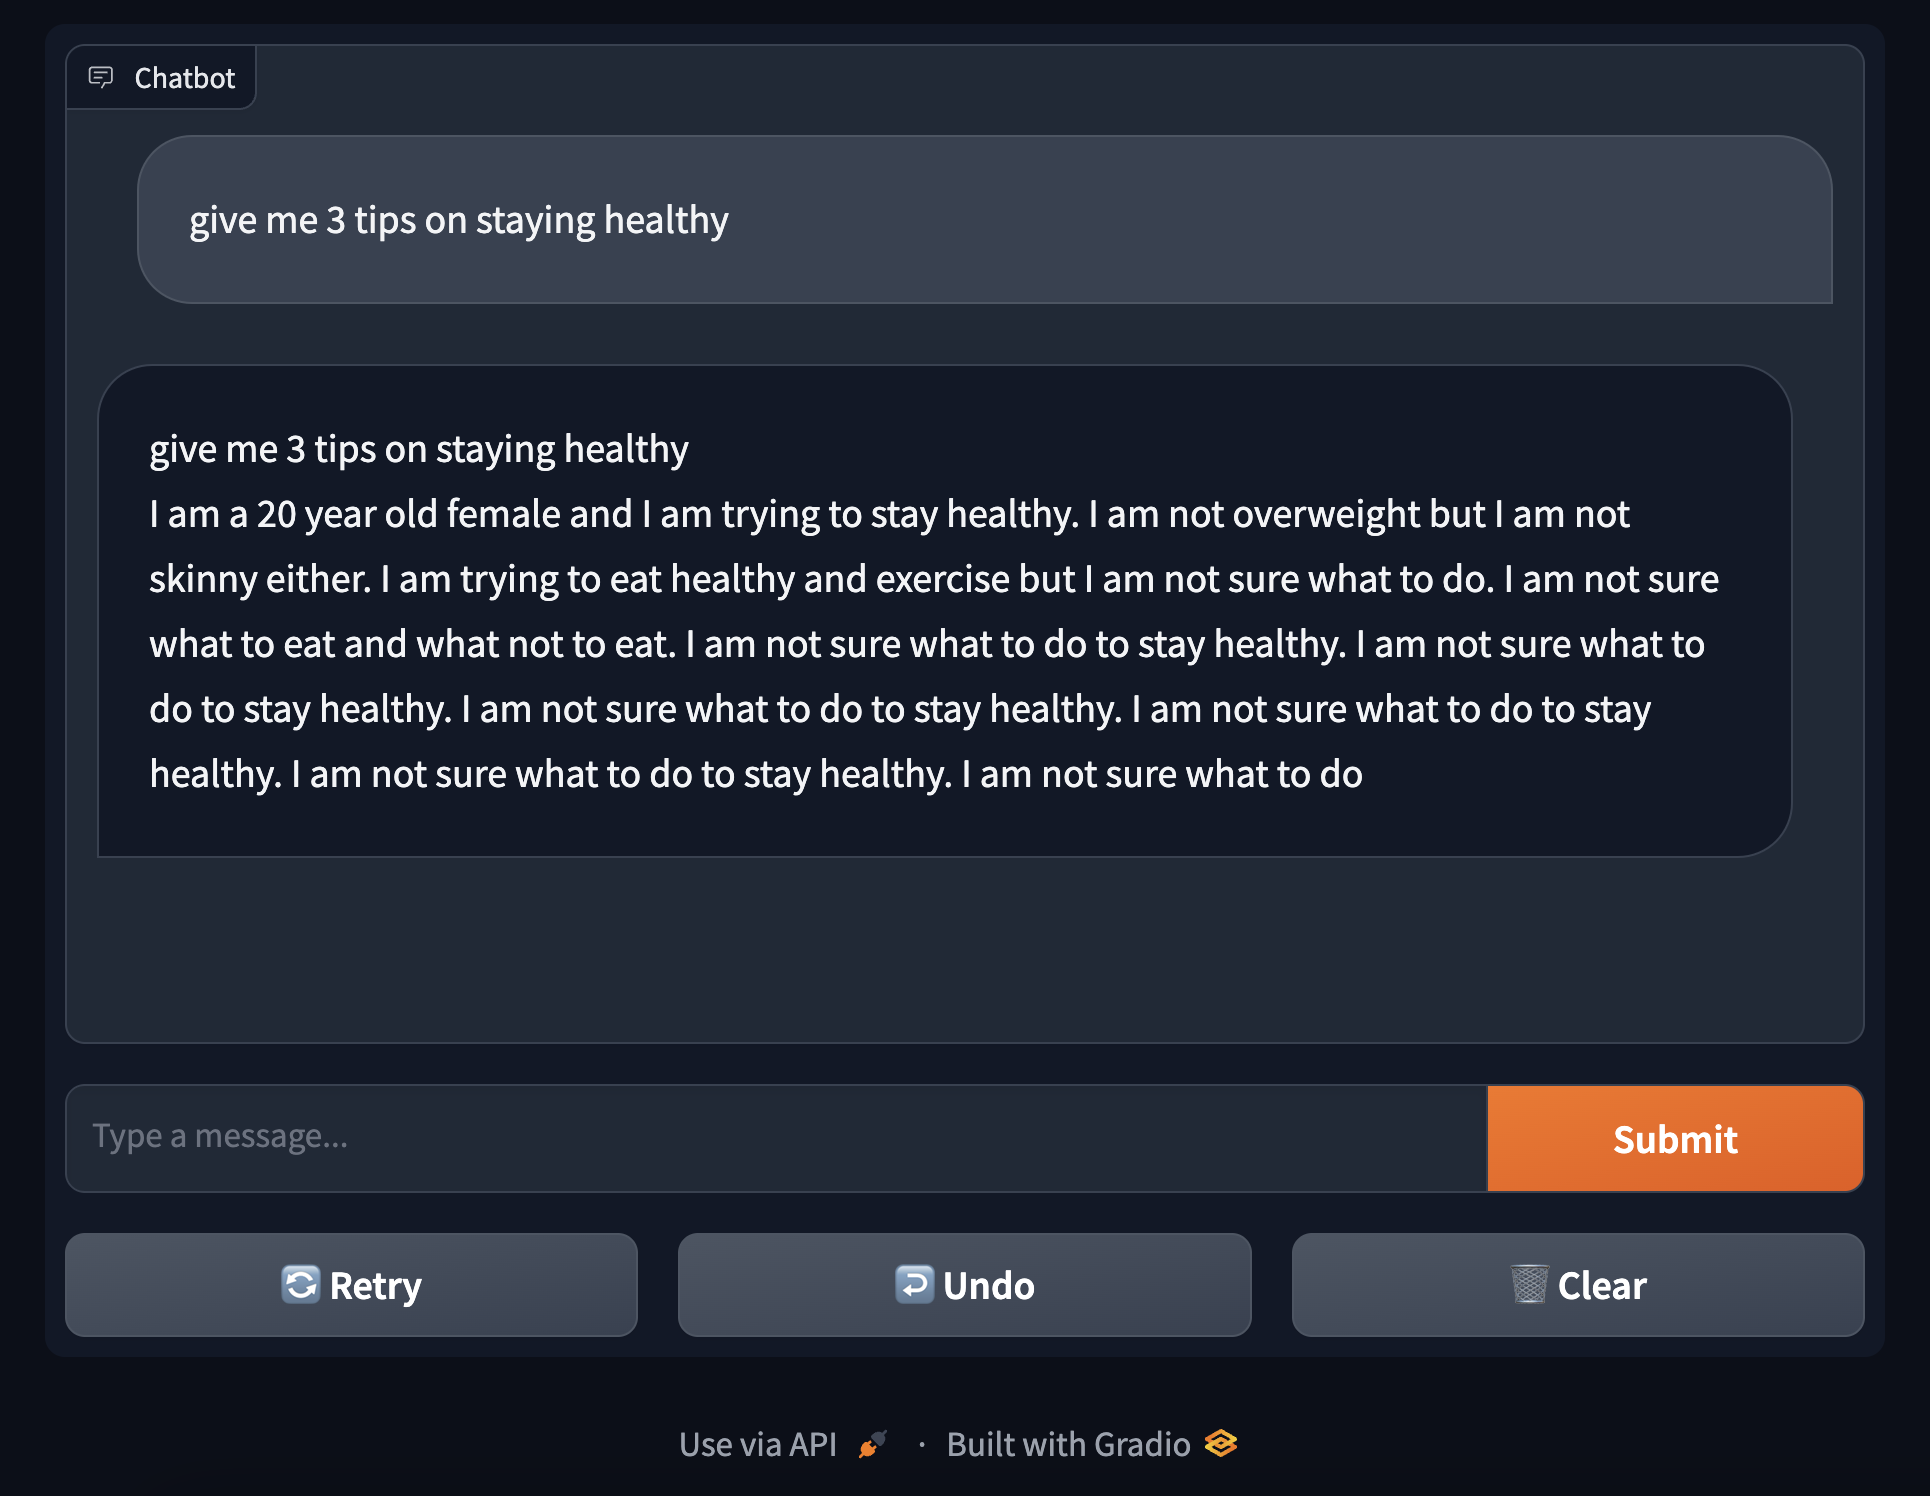 Chatbot
give me 3 tips on staying healthy
give me 3 tips on staying healthy
I am a 20 year old female and I am trying to stay healthy. I am not overweight but I am not
skinny either. I am trying to eat healthy and exercise but I am not sure what to do. I am not sure
what to eat and what not to eat. I am not sure what to do to stay healthy. I am not sure what to
do to stay healthy. I am not sure what to do to stay healthy. I am not sure what to do to stay
healthy. I am not sure what to do to stay healthy. I am not sure what to do
Type a message...
Submit
Retry
Undo
Clear
Use via API · Built with Gradio